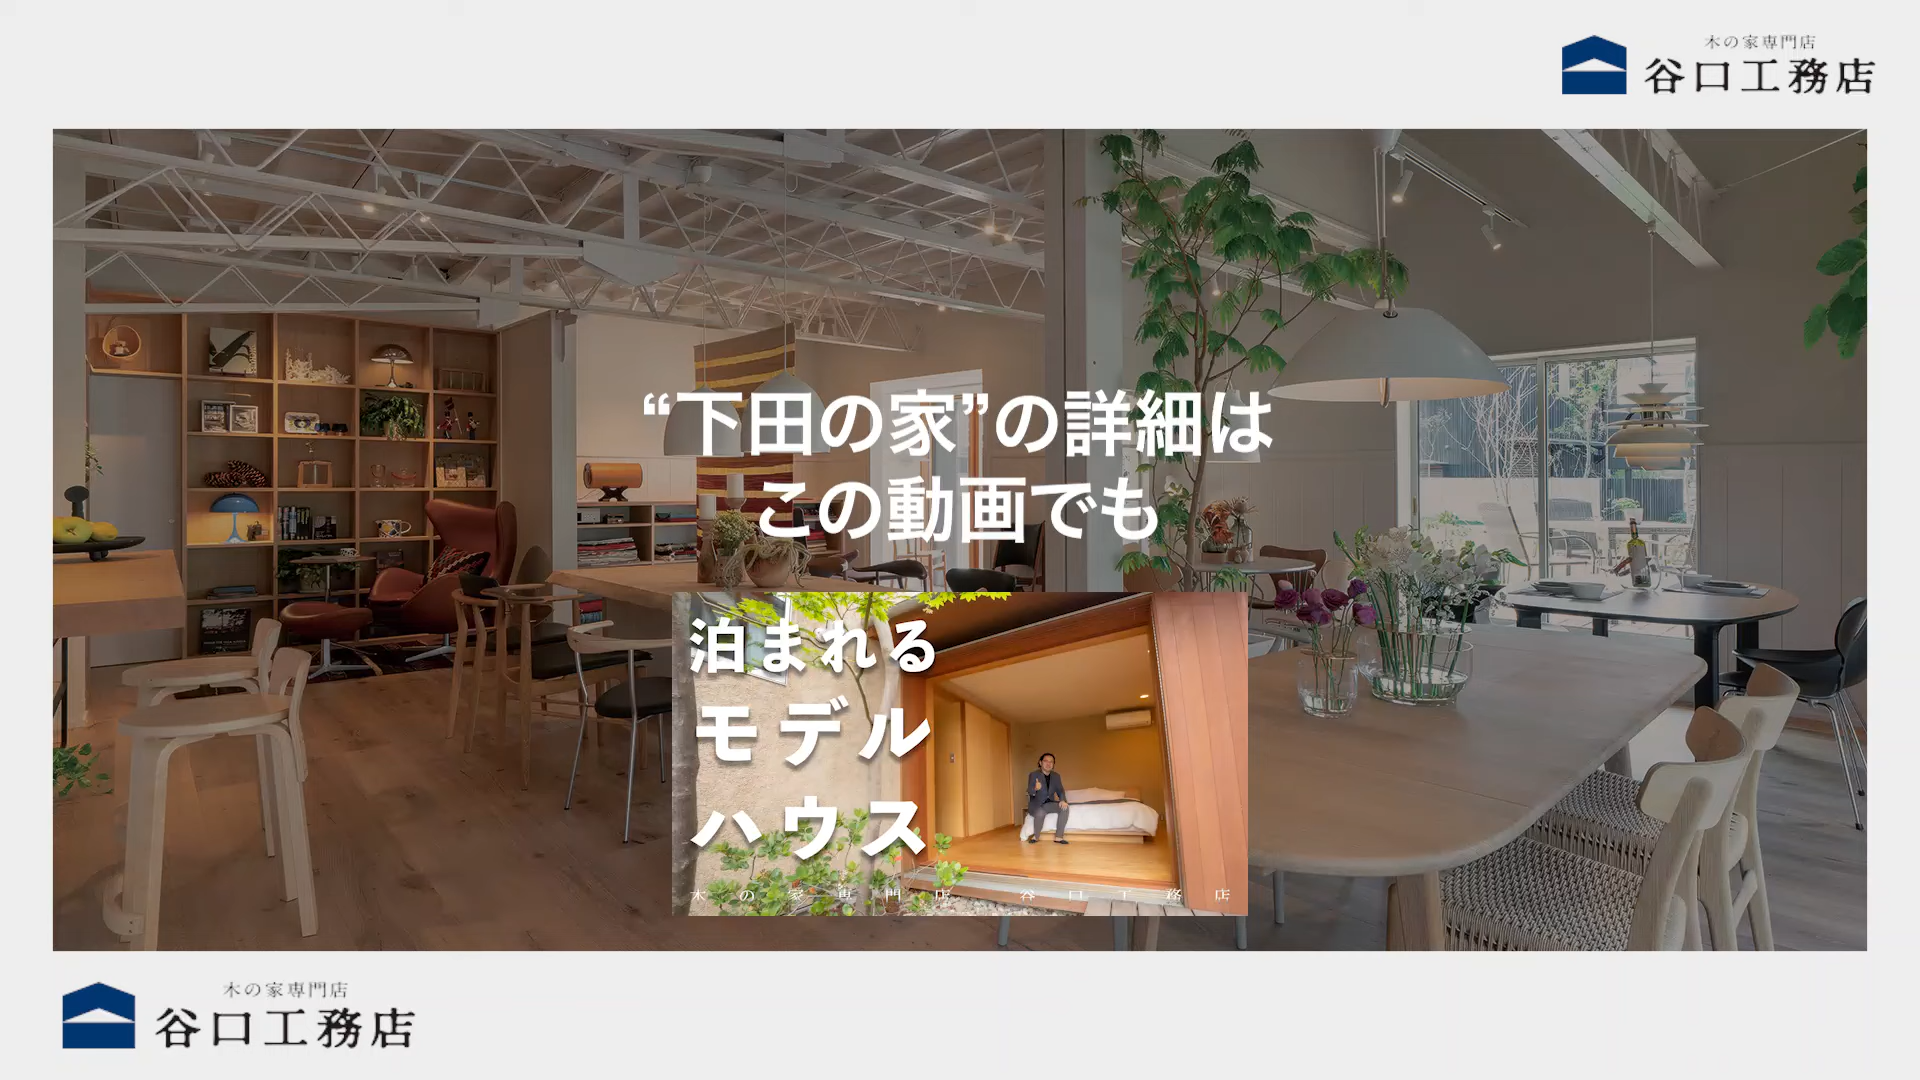 木の家専門店
谷口工務店
“下田の家”の詳細は
この動画でも
泊まれる
モデル
ハウス
木の家専門店 谷口工務店
木の家専門店
谷口工務店